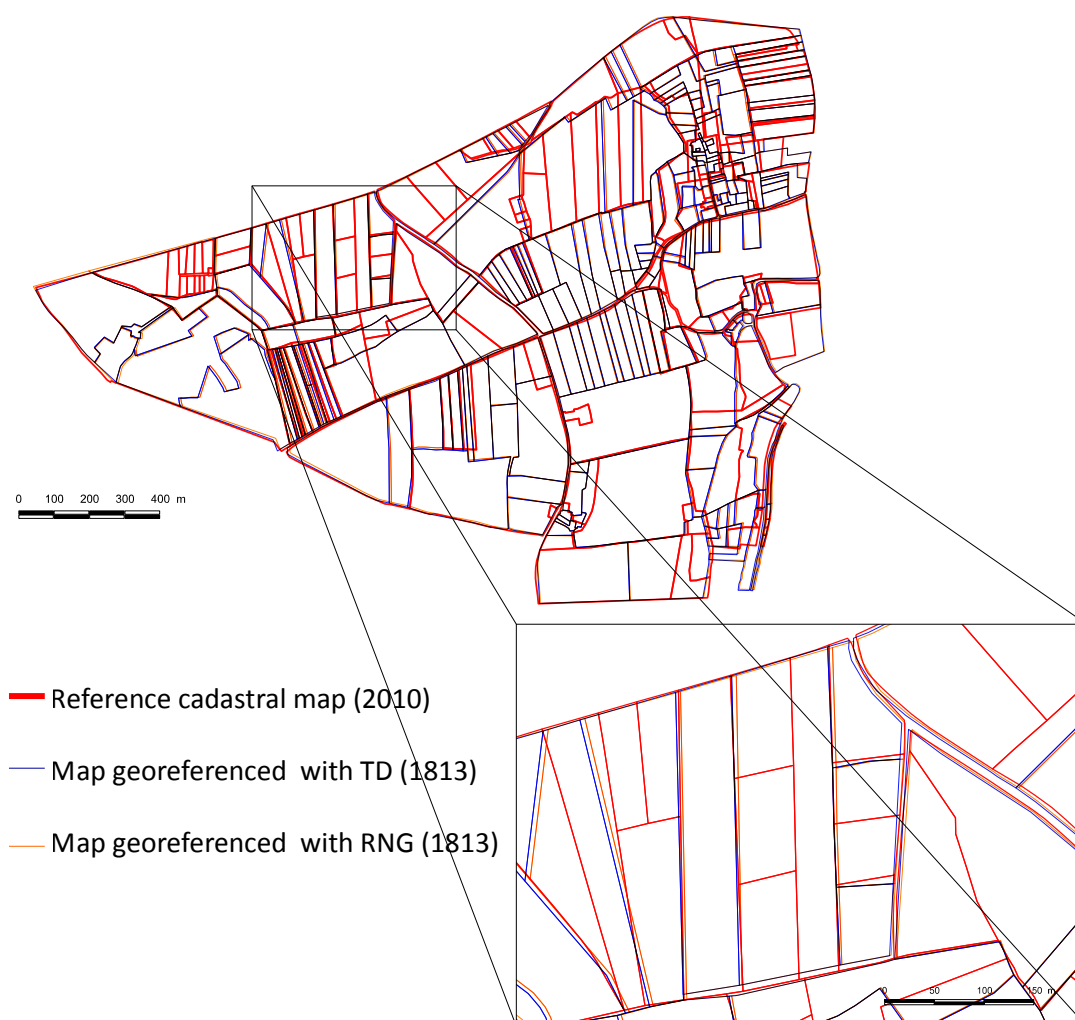 0 100 200 300 400 m
Reference cadastral map (2010)
Map georeferenced with TD (1813)
Map georeferenced with RNG (1813)
0 50 100 150 m